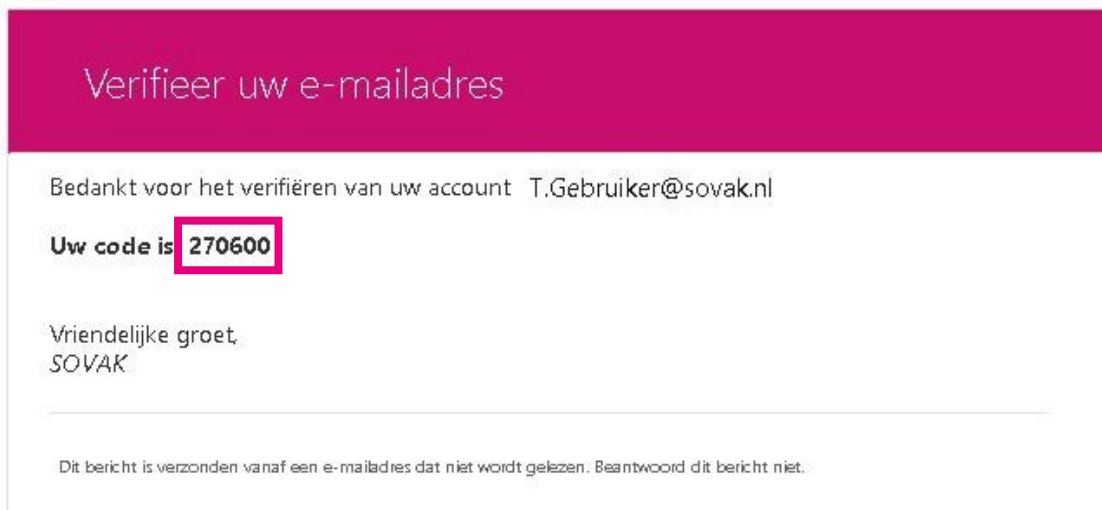 Verifieer uw e-mailadres
Bedankt voor het verifiëren van uw account T.Gebruiker@sovak.nl
Uw code is 270600
Vriendelijke groet,
SOVAK
Dit bericht is verzonden vanaf een e-mailadres dat niet wordt gelezen. Beantwoord dit bericht niet.